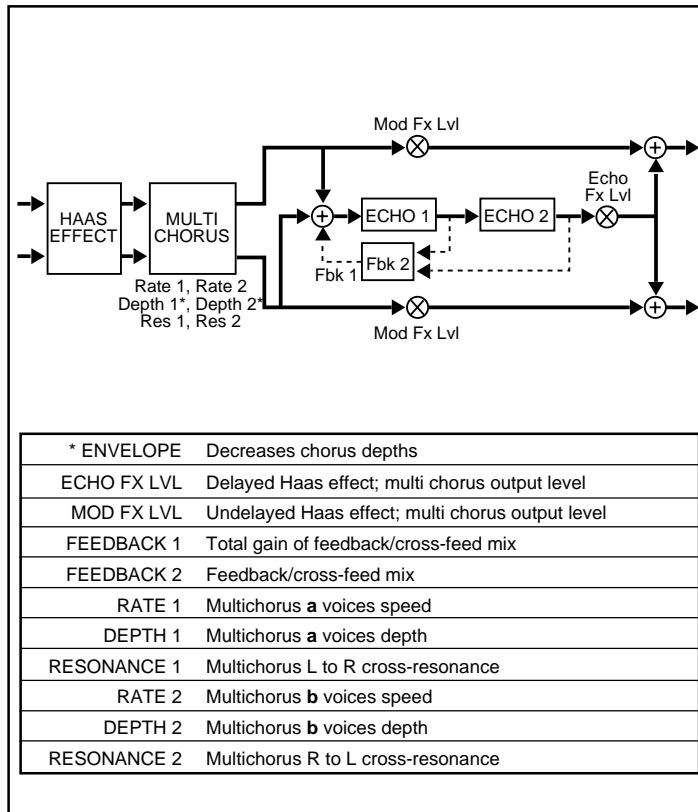 Mod Fx Lvl
Echo
Fx Lvl
HAAS
EFFECT
MULTI
CHORUS
ECHO 1
ECHO 2
Fbk 1
Fbk 2
Rate 1, Rate 2
Depth 1*, Depth 2*
Res 1, Res 2
Mod Fx Lvl
* ENVELOPE Decreases chorus depths
ECHO FX LVL Delayed Haas effect; multi chorus output level
MOD FX LVL Undelayed Haas effect; multi chorus output level
FEEDBACK 1 Total gain of feedback/cross-feed mix
FEEDBACK 2 Feedback/cross-feed mix
RATE 1 Multichorus a voices speed
DEPTH 1 Multichorus a voices depth
RESONANCE 1 Multichorus L to R cross-resonance
RATE 2 Multichorus b voices speed
DEPTH 2 Multichorus b voices depth
RESONANCE 2 Multichorus R to L cross-resonance